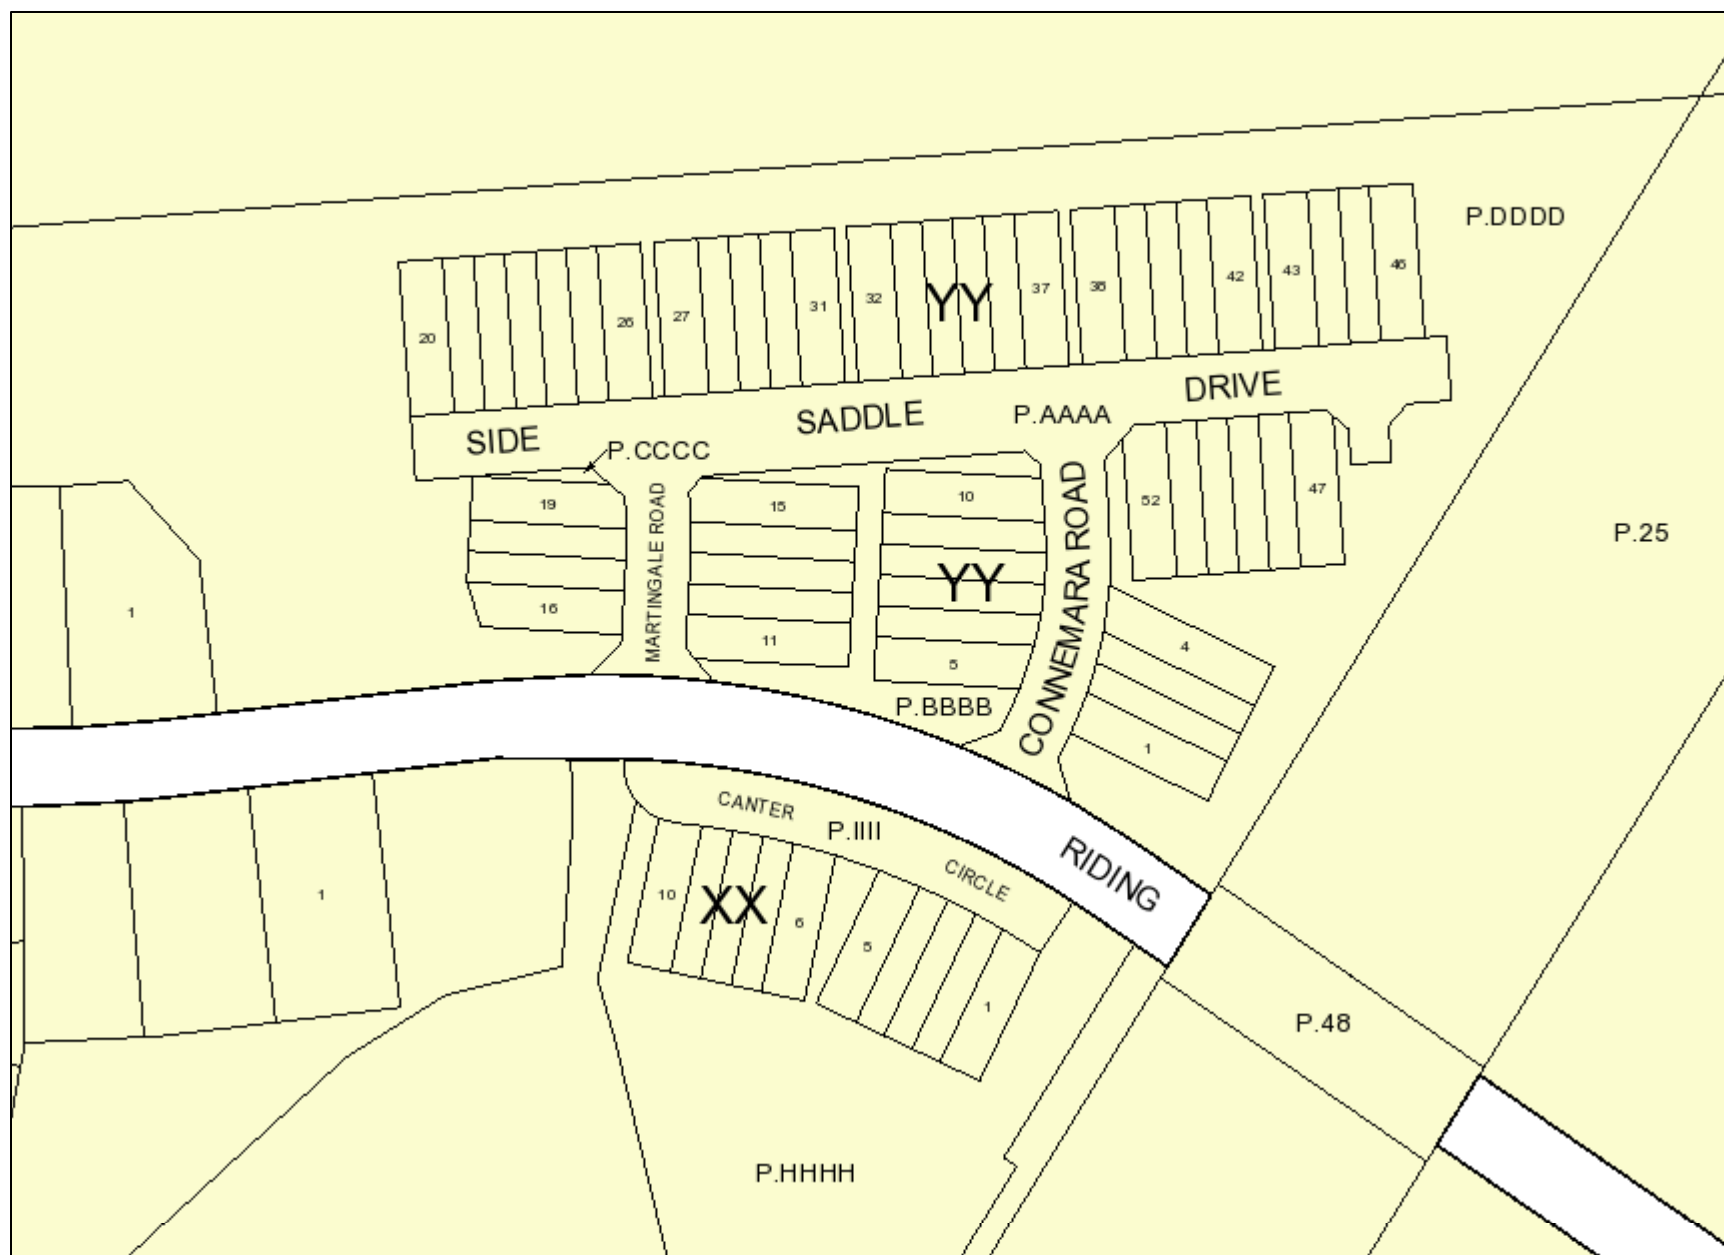 P.DDDD
46
43
42
38
37
YY
32
31
27
26
20
DRIVE
SADDLE
P.AAAA
SIDE
P.CCCC
10
52
47
19
15
P.25
MARTINGALE ROAD
CONNEMARA ROAD
YY
1
16
11
4
5
P.BBBB
1
CANTER
P.IIII
RIDING
CIRCLE
1
10
XX
6
5
1
P.48
P.HHHH